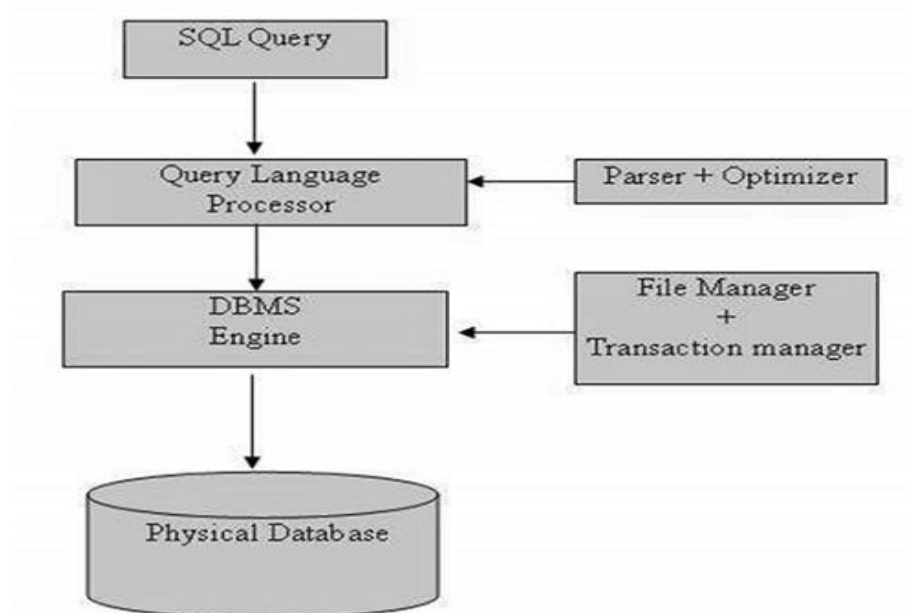 SQL Query
Query Language
Processor
Parser + Optimizer
DBMS
Engine
File Manager
+
Transaction manager
Physical Database